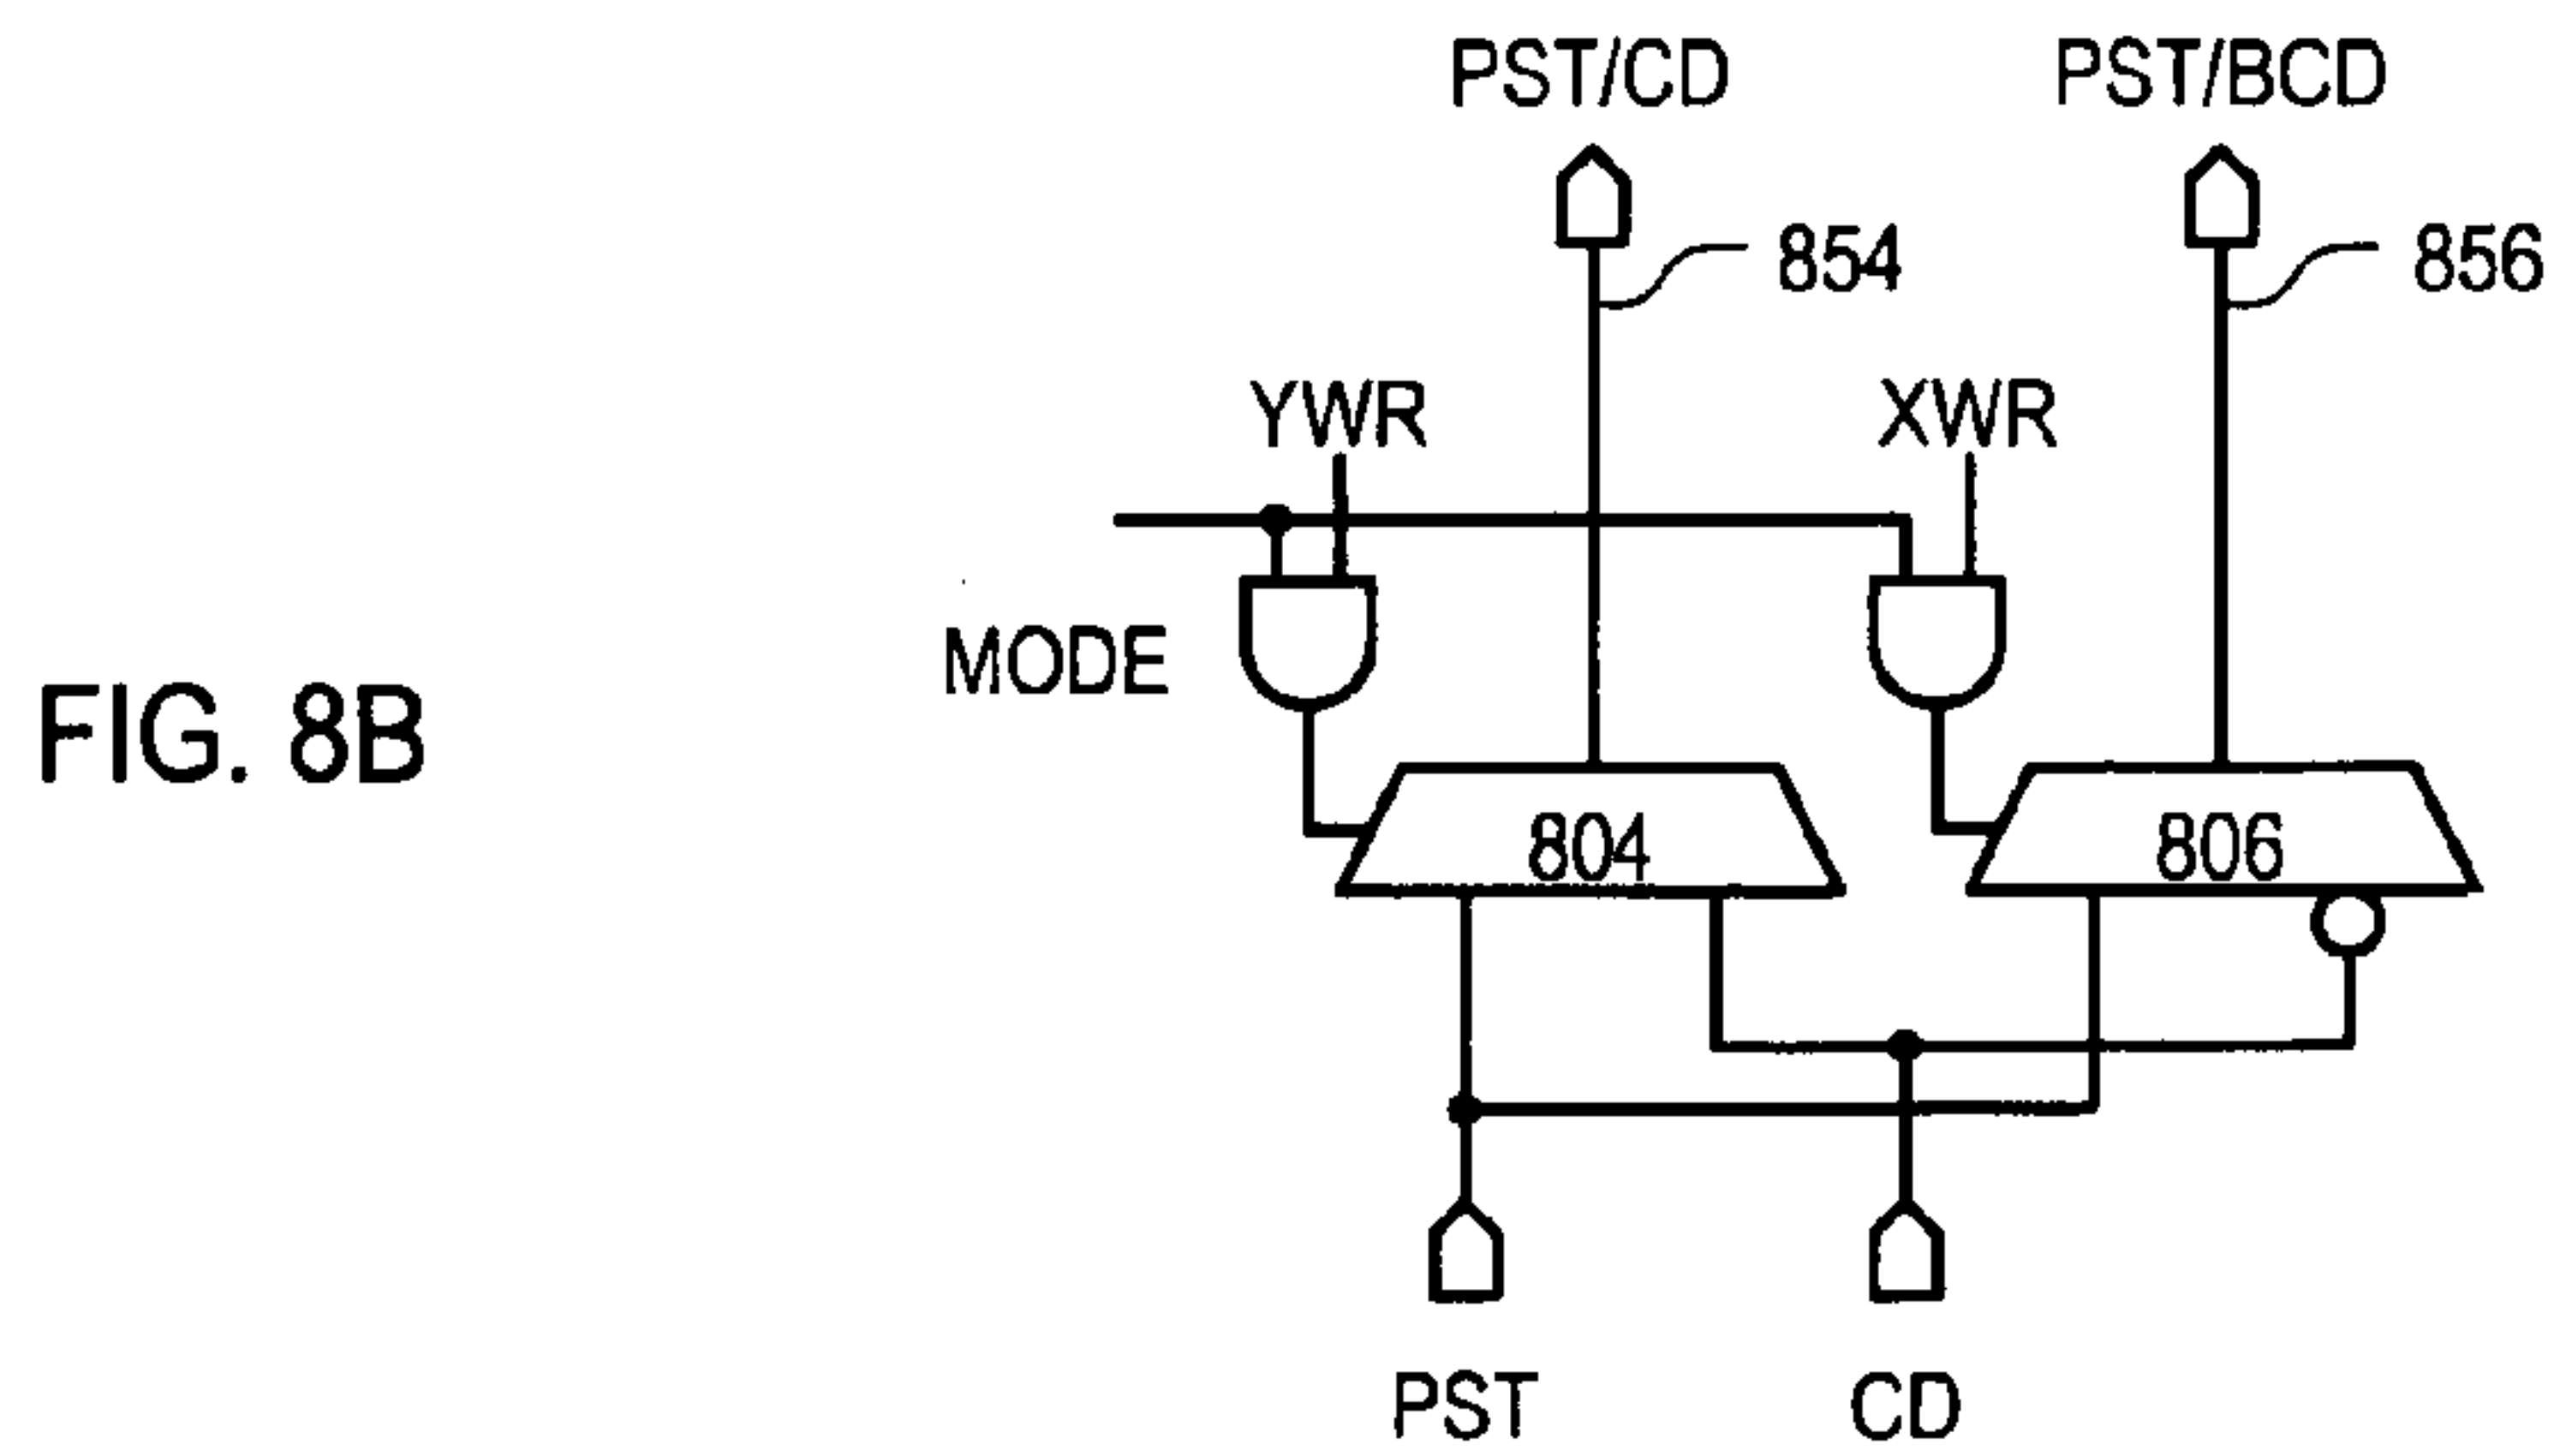 PST/CD PST/BCD
854 856
YWR XWR
MODE
FIG. 8B
804 806
PST CD